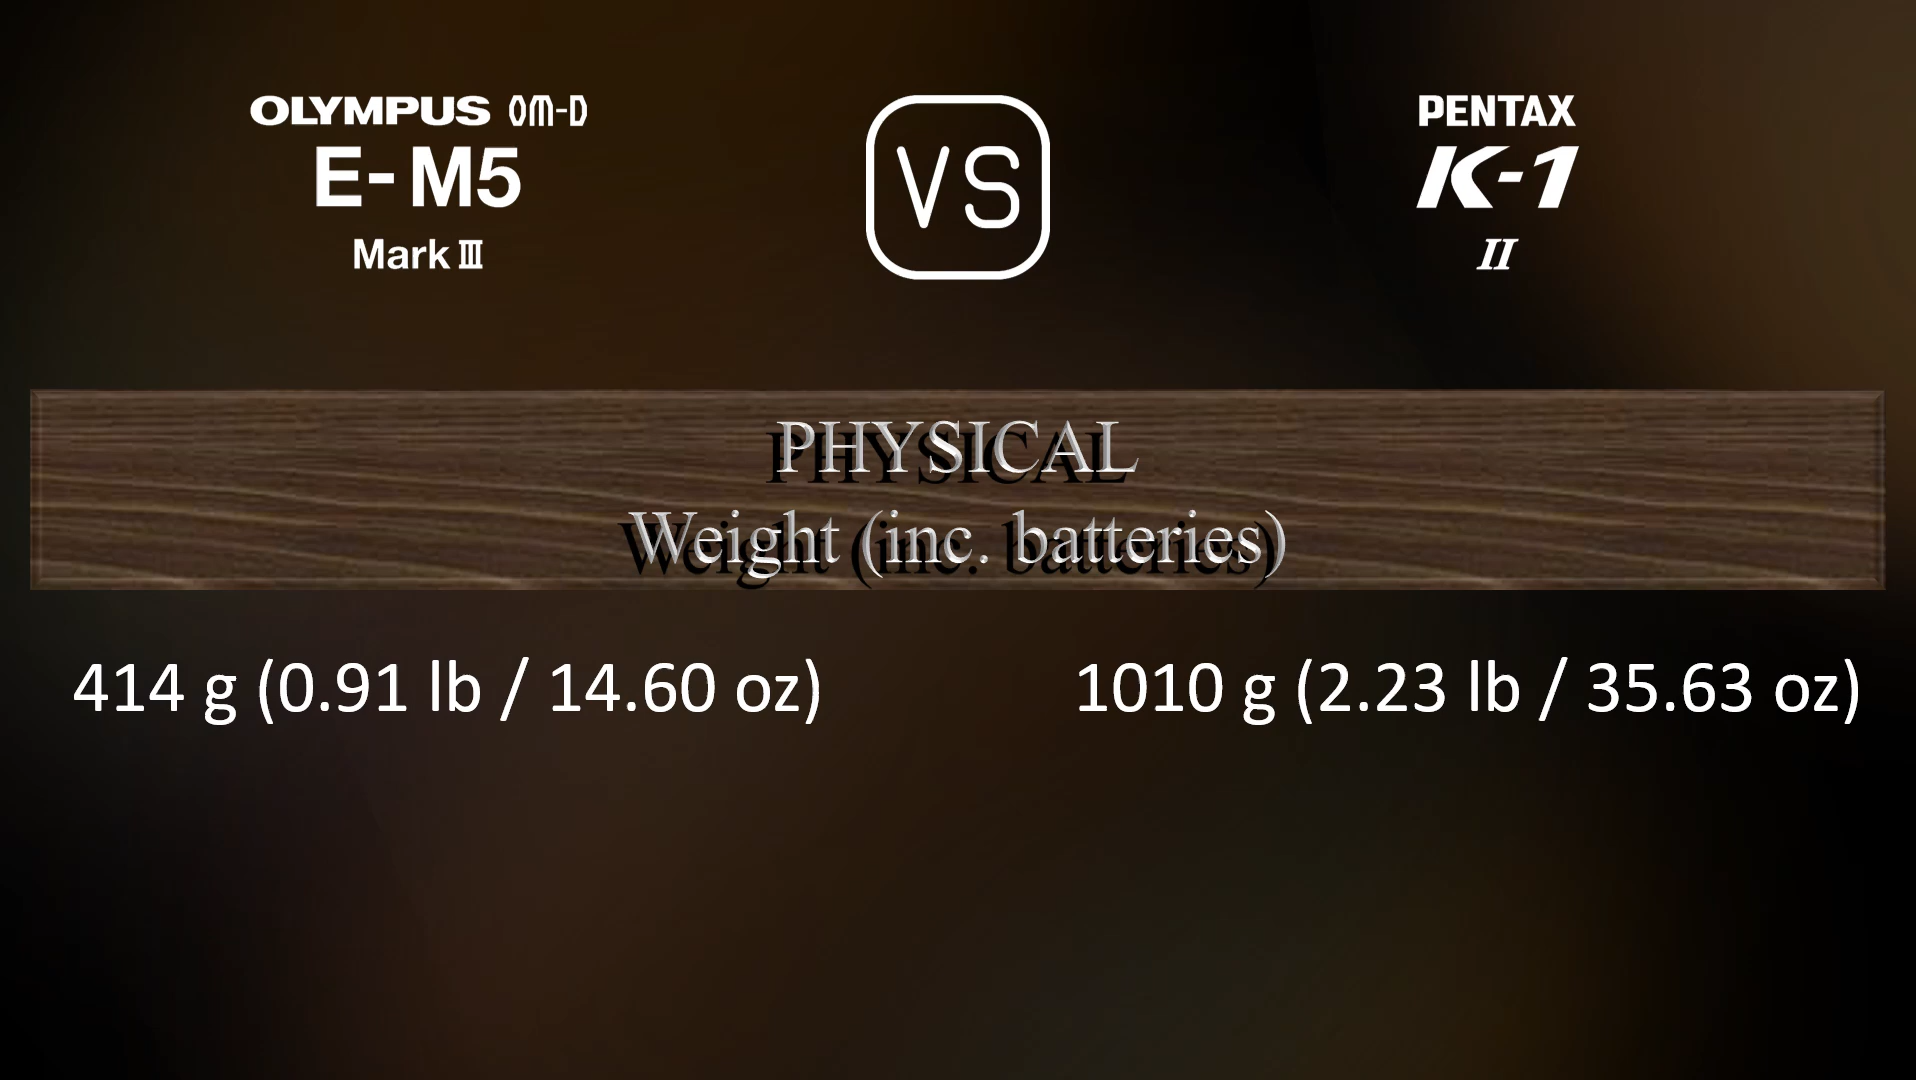 OLYMPUS OM-D
E-M5
Mark III
VS
PENTAX
K-1
II
PHYSICAL
Weight (inc. batteries)
414 g (0.91 lb / 14.60 oz)
1010 g (2.23 lb / 35.63 oz)